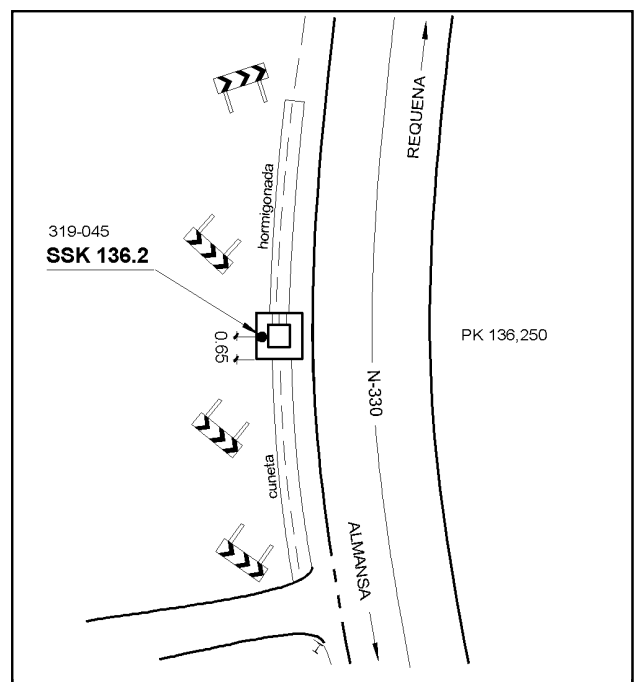 REQUENA
hormigonada
319-045
SSK 136.2
0.65
PK 136,250
N-330
cuneta
ALMANSA